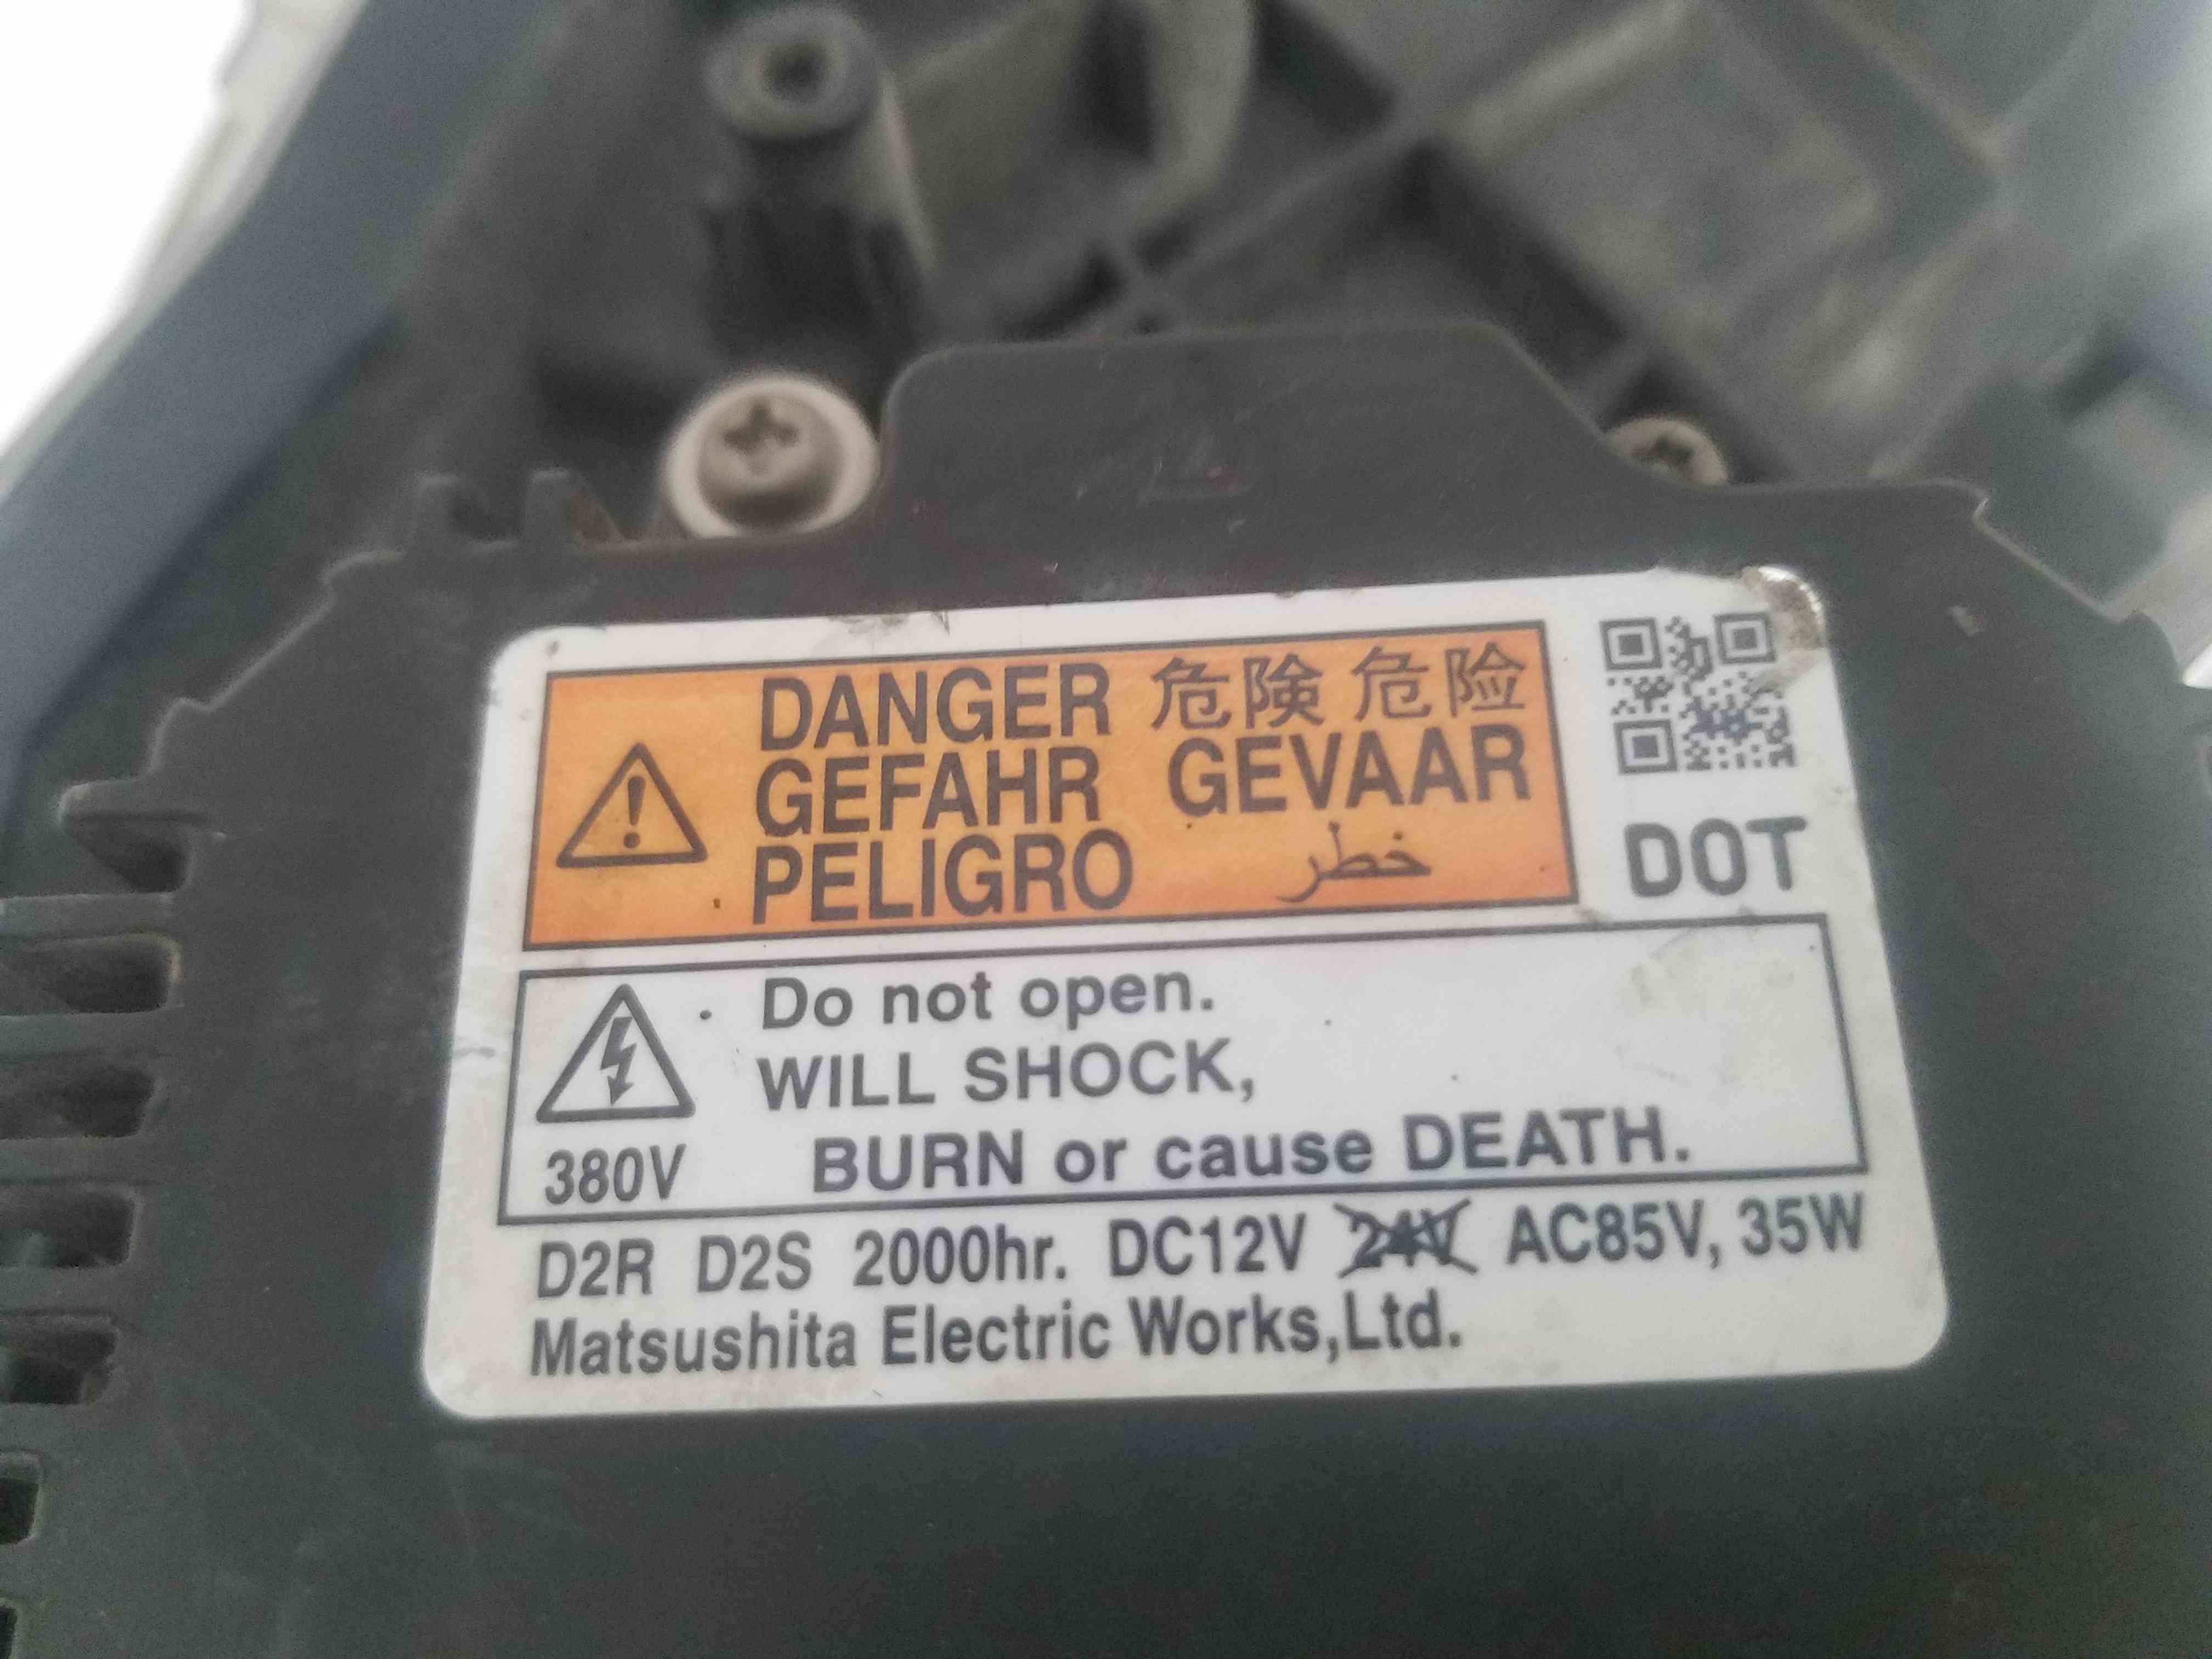 DANGER 危険 危险
GEFAHR GEVAAR
PELIGRO خطر
DOT
Do not open.
WILL SHOCK,
380V BURN or cause DEATH.
D2R D2S 2000hr. DC12V 24V AC85V, 35W
Matsushita Electric Works,Ltd.